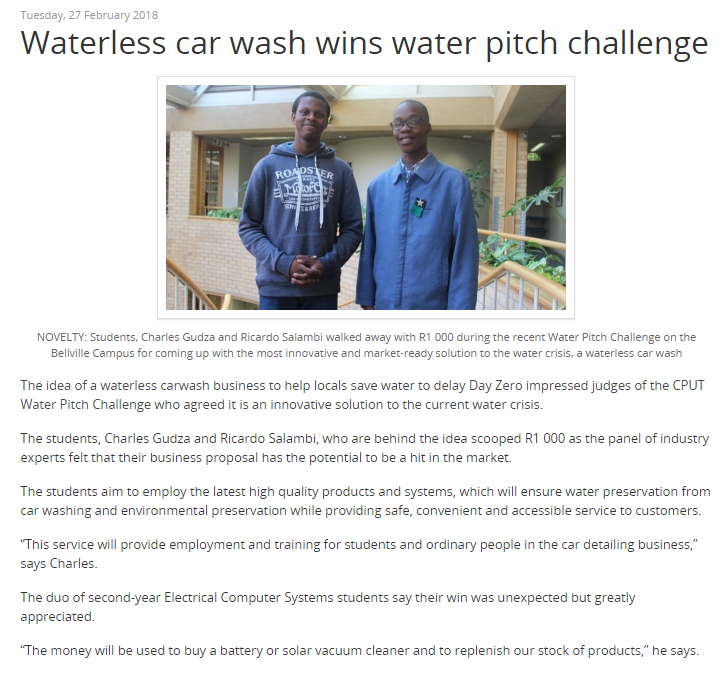 Tuesday, 27 February 2018
Waterless car wash wins water pitch challenge
ROADSTER
SERVICE & REPAIR
NOVELTY: Students, Charles Gudza and Ricardo Salambi walked away with R1 000 during the recent Water Pitch Challenge on the
Bellville Campus for coming up with the most innovative and market-ready solution to the water crisis, a waterless car wash
The idea of a waterless carwash business to help locals save water to delay Day Zero impressed judges of the CPUT
Water Pitch Challenge who agreed it is an innovative solution to the current water crisis.
The students, Charles Gudza and Ricardo Salambi, who are behind the idea scooped R1 000 as the panel of industry
experts felt that their business proposal has the potential to be a hit in the market.
The students aim to employ the latest high quality products and systems, which will ensure water preservation from
car washing and environmental preservation while providing safe, convenient and accessible service to customers.
“This service will provide employment and training for students and ordinary people in the car detailing business,”
says Charles.
The duo of second-year Electrical Computer Systems students say their win was unexpected but greatly
appreciated.
“The money will be used to buy a battery or solar vacuum cleaner and to replenish our stock of products,” he says.